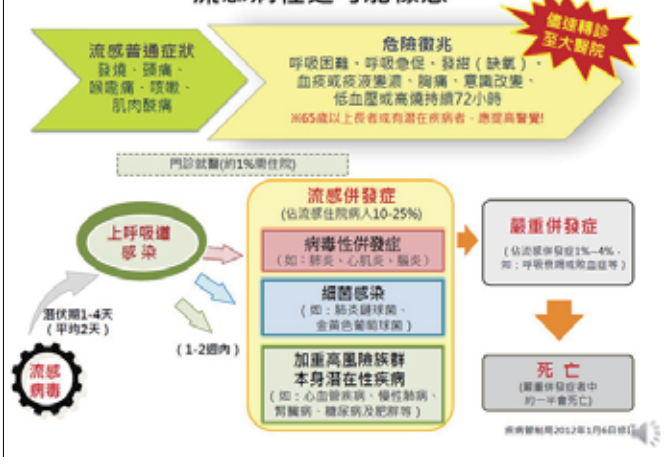 流感普通症狀
發燒、頭痛、
喉嚨痛、咳嗽、
肌肉酸痛
危險徵兆
呼吸困難、呼吸急促、發紺(缺氧)、
血痰或痰液變濃、胸痛、意識改變、
低血壓或高燒持續72小時
※65歲以上長者或有潛在疾病者，應提高警覺!
儘速轉診
至大醫院
門診就醫(約1%需住院)
上呼吸道
感染
潛伏期1-4天
(平均2天)
流感
病毒
(1-2週內)
流感併發症
(佔流感住院病人10-25%)
病毒性併發症
(如：肺炎、心肌炎、腦炎)
細菌感染
(如：肺炎鏈球菌、
金黃色葡萄球菌)
加重高風險族群
本身潛在性疾病
(如：心血管疾病、慢性肺病、
腎臟病、糖尿病及肥胖等)
嚴重併發症
(佔流感併發症1%-4%，
如：呼吸衰竭或敗血症等)
死亡
(嚴重併發症者中
約一半會死亡)
疾病管制局2012年1月6日修訂